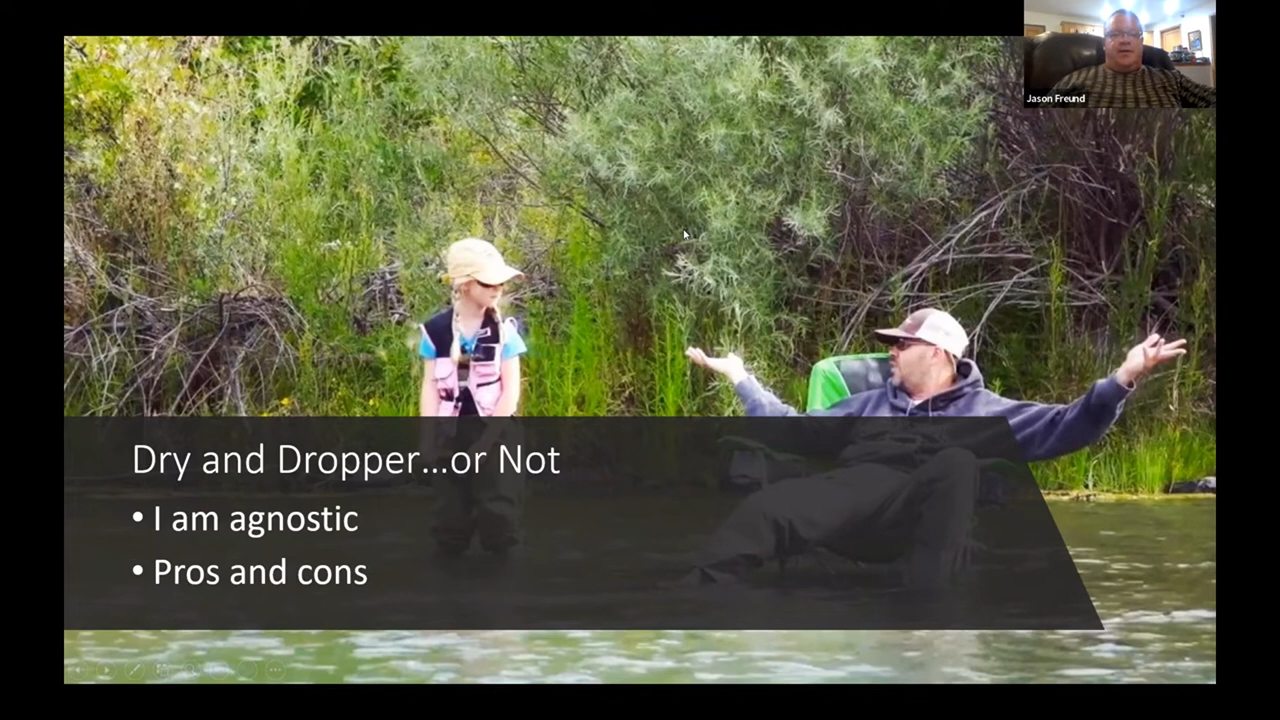 Jason Freund
Dry and Dropper...or Not
• I am agnostic
• Pros and cons